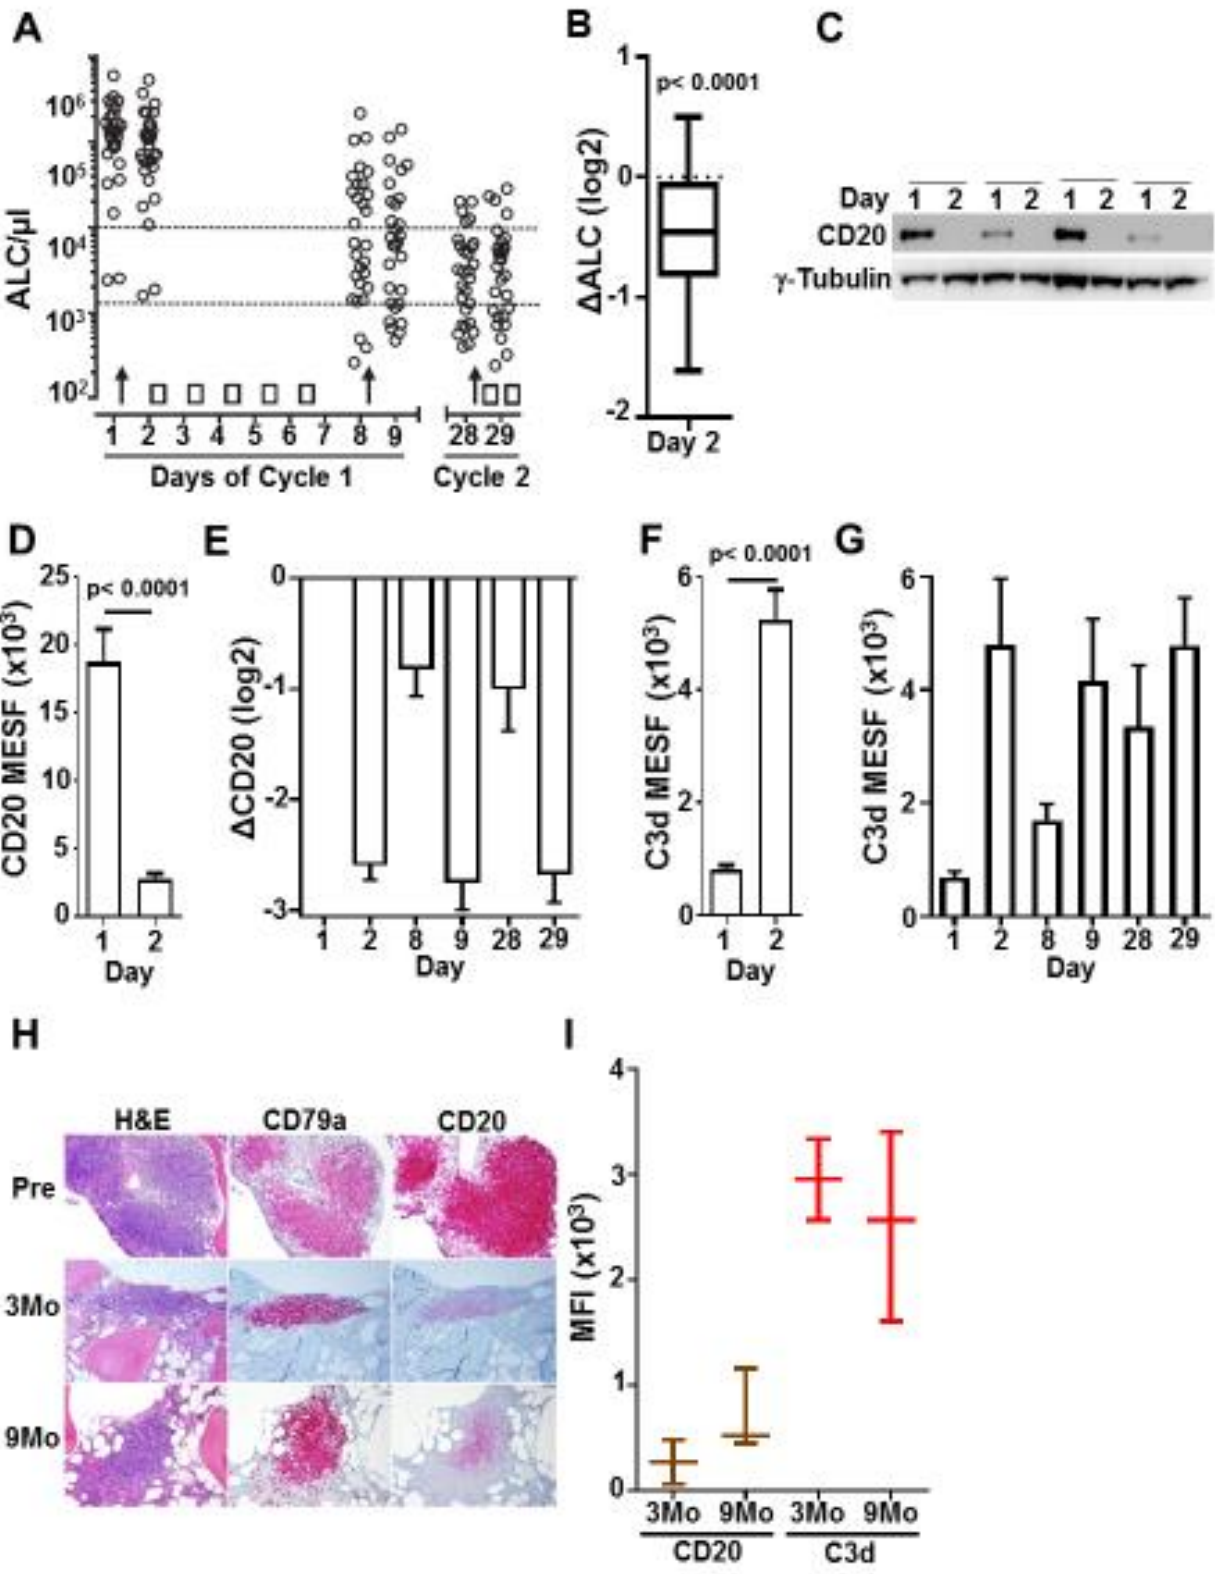 A
ALC/µl
10⁶
10⁵
10⁴
10³
10²
1 2 3 4 5 6 7 8 9 28 29
Days of Cycle 1
Cycle 2
B
p< 0.0001
ΔALC (log2)
1
0
-1
-2
Day 2
C
Day 1 2 1 2 1 2 1 2
CD20
γ-Tubulin
D
p< 0.0001
CD20 MESF (x10³)
25
20
15
10
5
0
1 2
Day
E
ΔCD20 (log2)
0
-1
-2
-3
1 2 8 9 28 29
Day
F
p< 0.0001
C3d MESF (x10³)
6
4
2
0
1 2
Day
G
C3d MESF (x10³)
6
4
2
0
1 2 8 9 28 29
Day
H
H&E CD79a CD20
Pre
3Mo
9Mo
I
MFI (x10³)
4
3
2
1
0
3Mo 9Mo 3Mo 9Mo
CD20 C3d